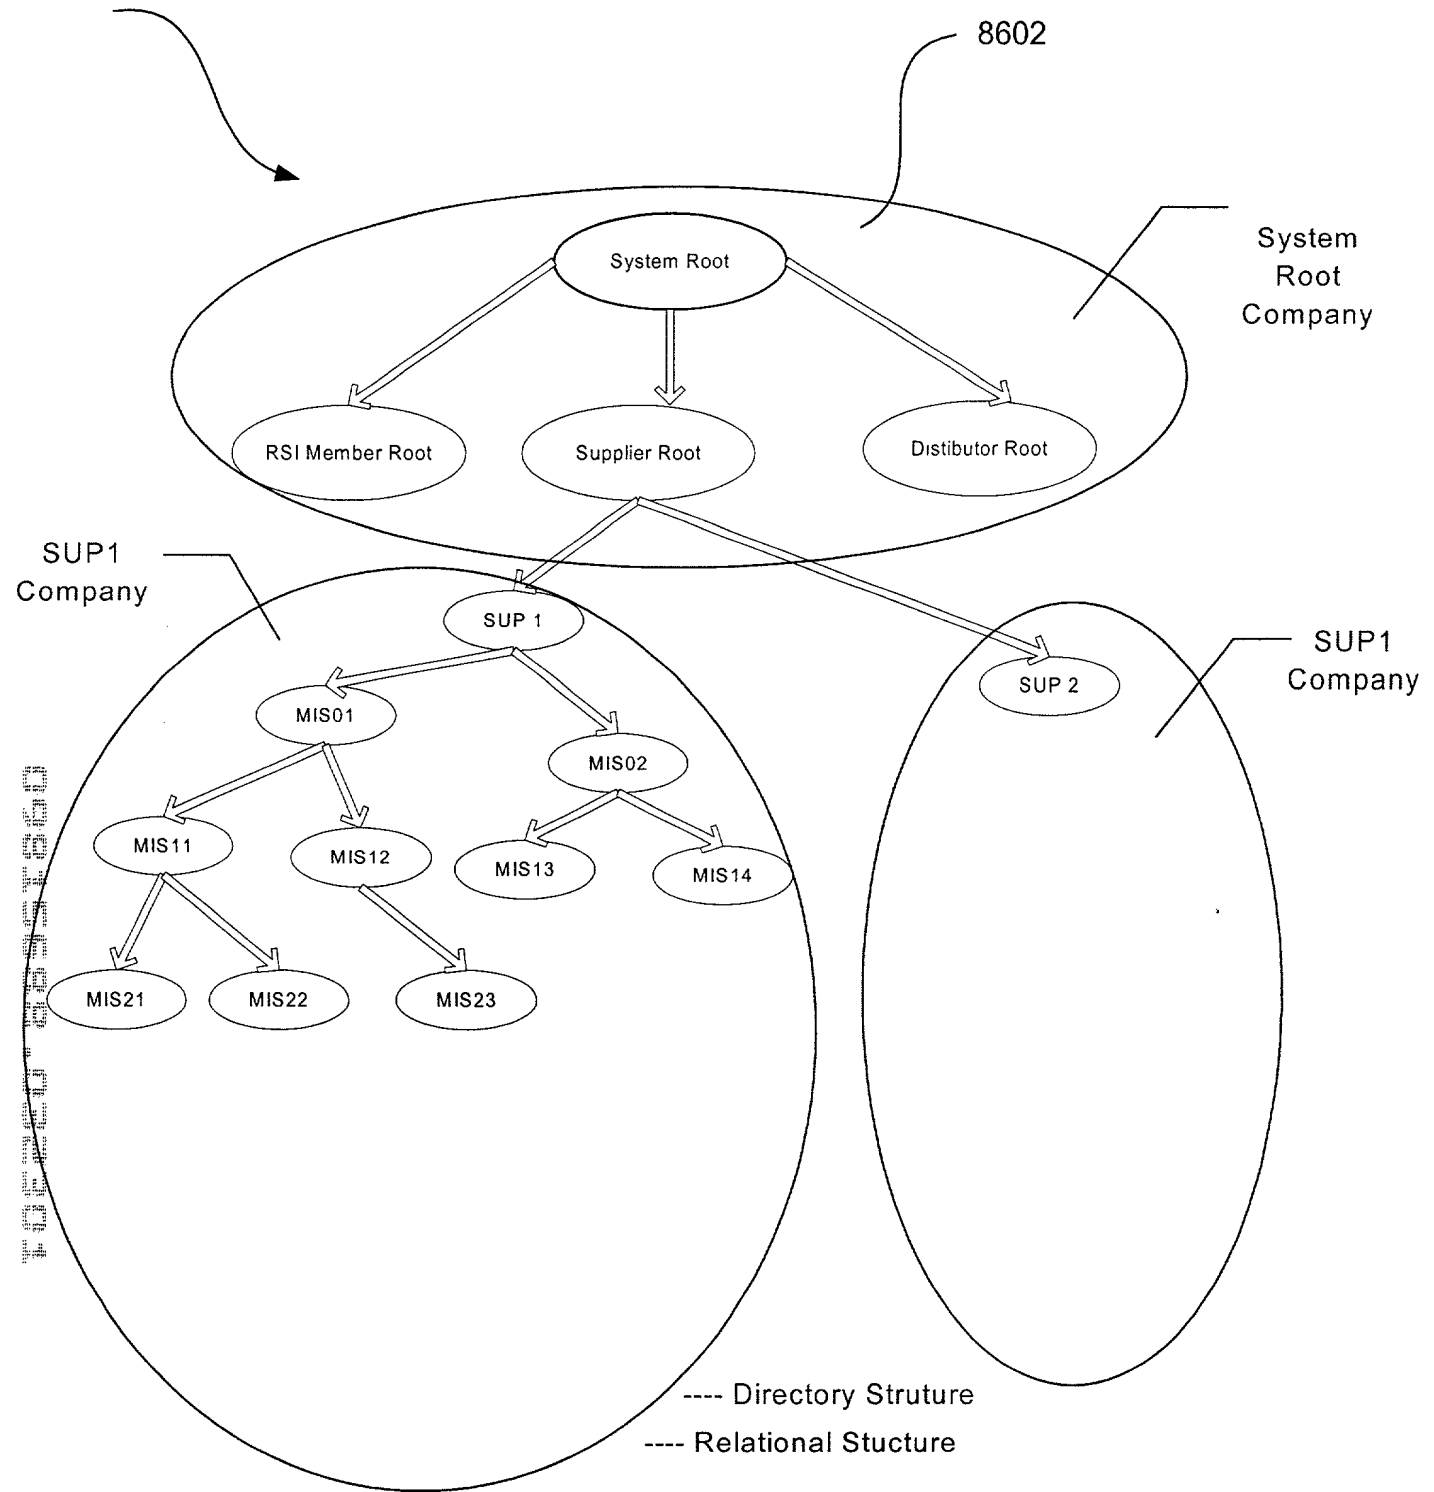 8602
System
Root
Company
System Root
RSI Member Root
Supplier Root
Distibutor Root
SUP1
Company
SUP 1
SUP1
Company
SUP 2
MIS01
MIS02
MIS11
MIS12
MIS13
MIS14
MIS21
MIS22
MIS23
---- Directory Struture
---- Relational Stucture